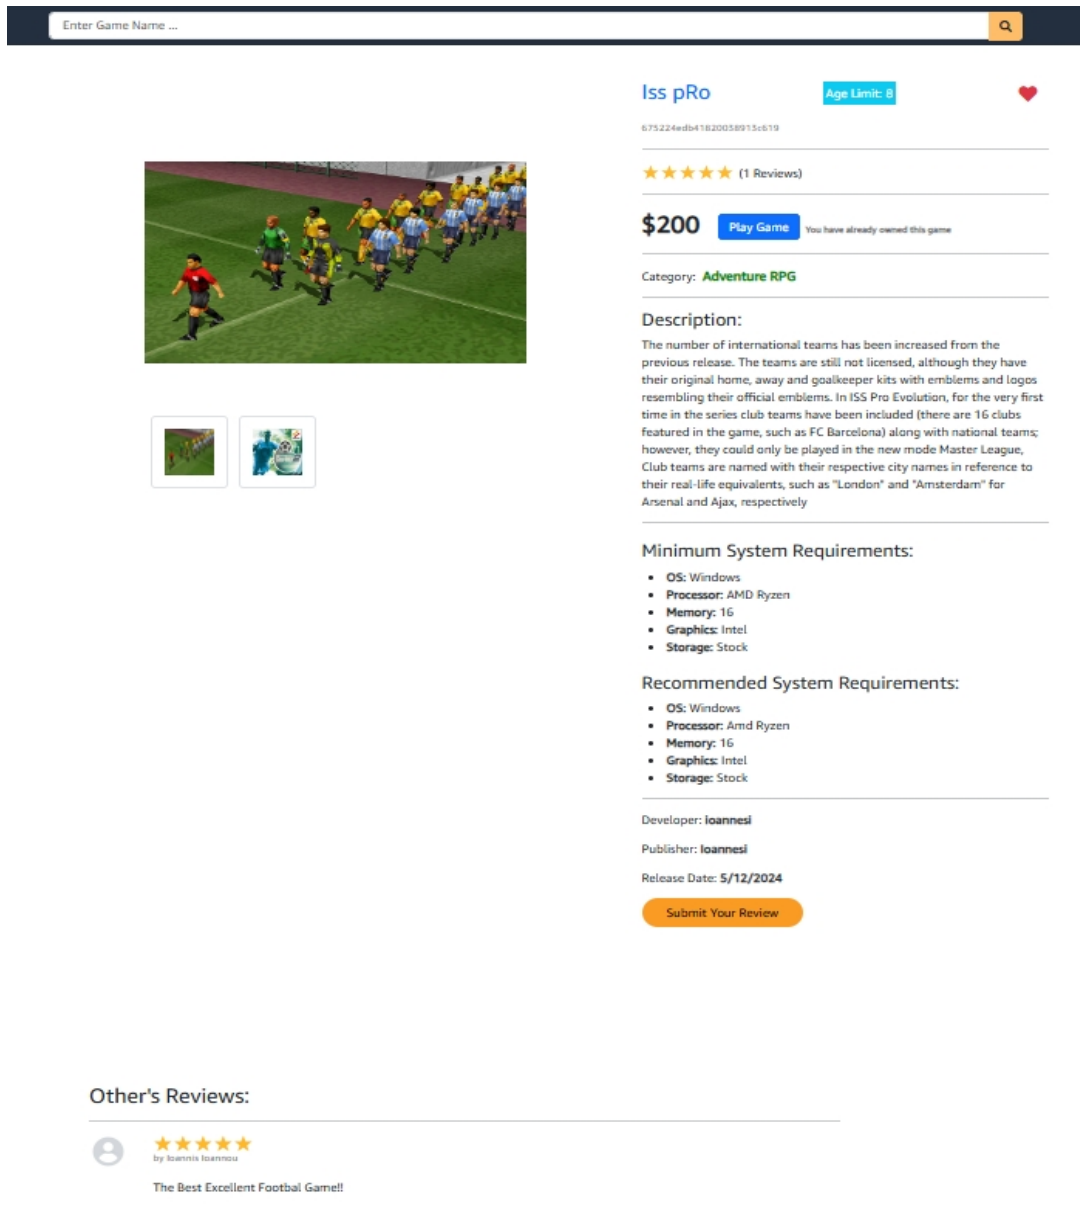 Enter Game Name ...
Iss pRo
Age Limit: 8
(1 Reviews)
$200 Play Game You have already owned this game
Category: Adventure RPG
Description:
The number of international teams has been increased from the
previous release. The teams are still not licensed, although they have
their original home, away and goalkeeper kits with emblems and logos
resembling their official emblems. In ISS Pro Evolution, for the very first
time in the series club teams have been included (there are 16 clubs
featured in the game, such as FC Barcelona) along with national teams;
however, they could only be played in the new mode Master League,
Club teams are named with their respective city names in reference to
their real-life equivalents, such as "London" and "Amsterdam" for
Arsenal and Ajax, respectively
Minimum System Requirements:
OS: Windows
Processor: AMD Ryzen
Memory: 16
Graphics: Intel
Storage: Stock
Recommended System Requirements:
OS: Windows
Processor: Amd Ryzen
Memory: 16
Graphics: Intel
Storage: Stock
Developer: Ioannesi
Publisher: Ioannesi
Release Date: 5/12/2024
Submit Your Review
Other's Reviews:
by Ioannis Ioannou
The Best Excellent Footbal Game!!